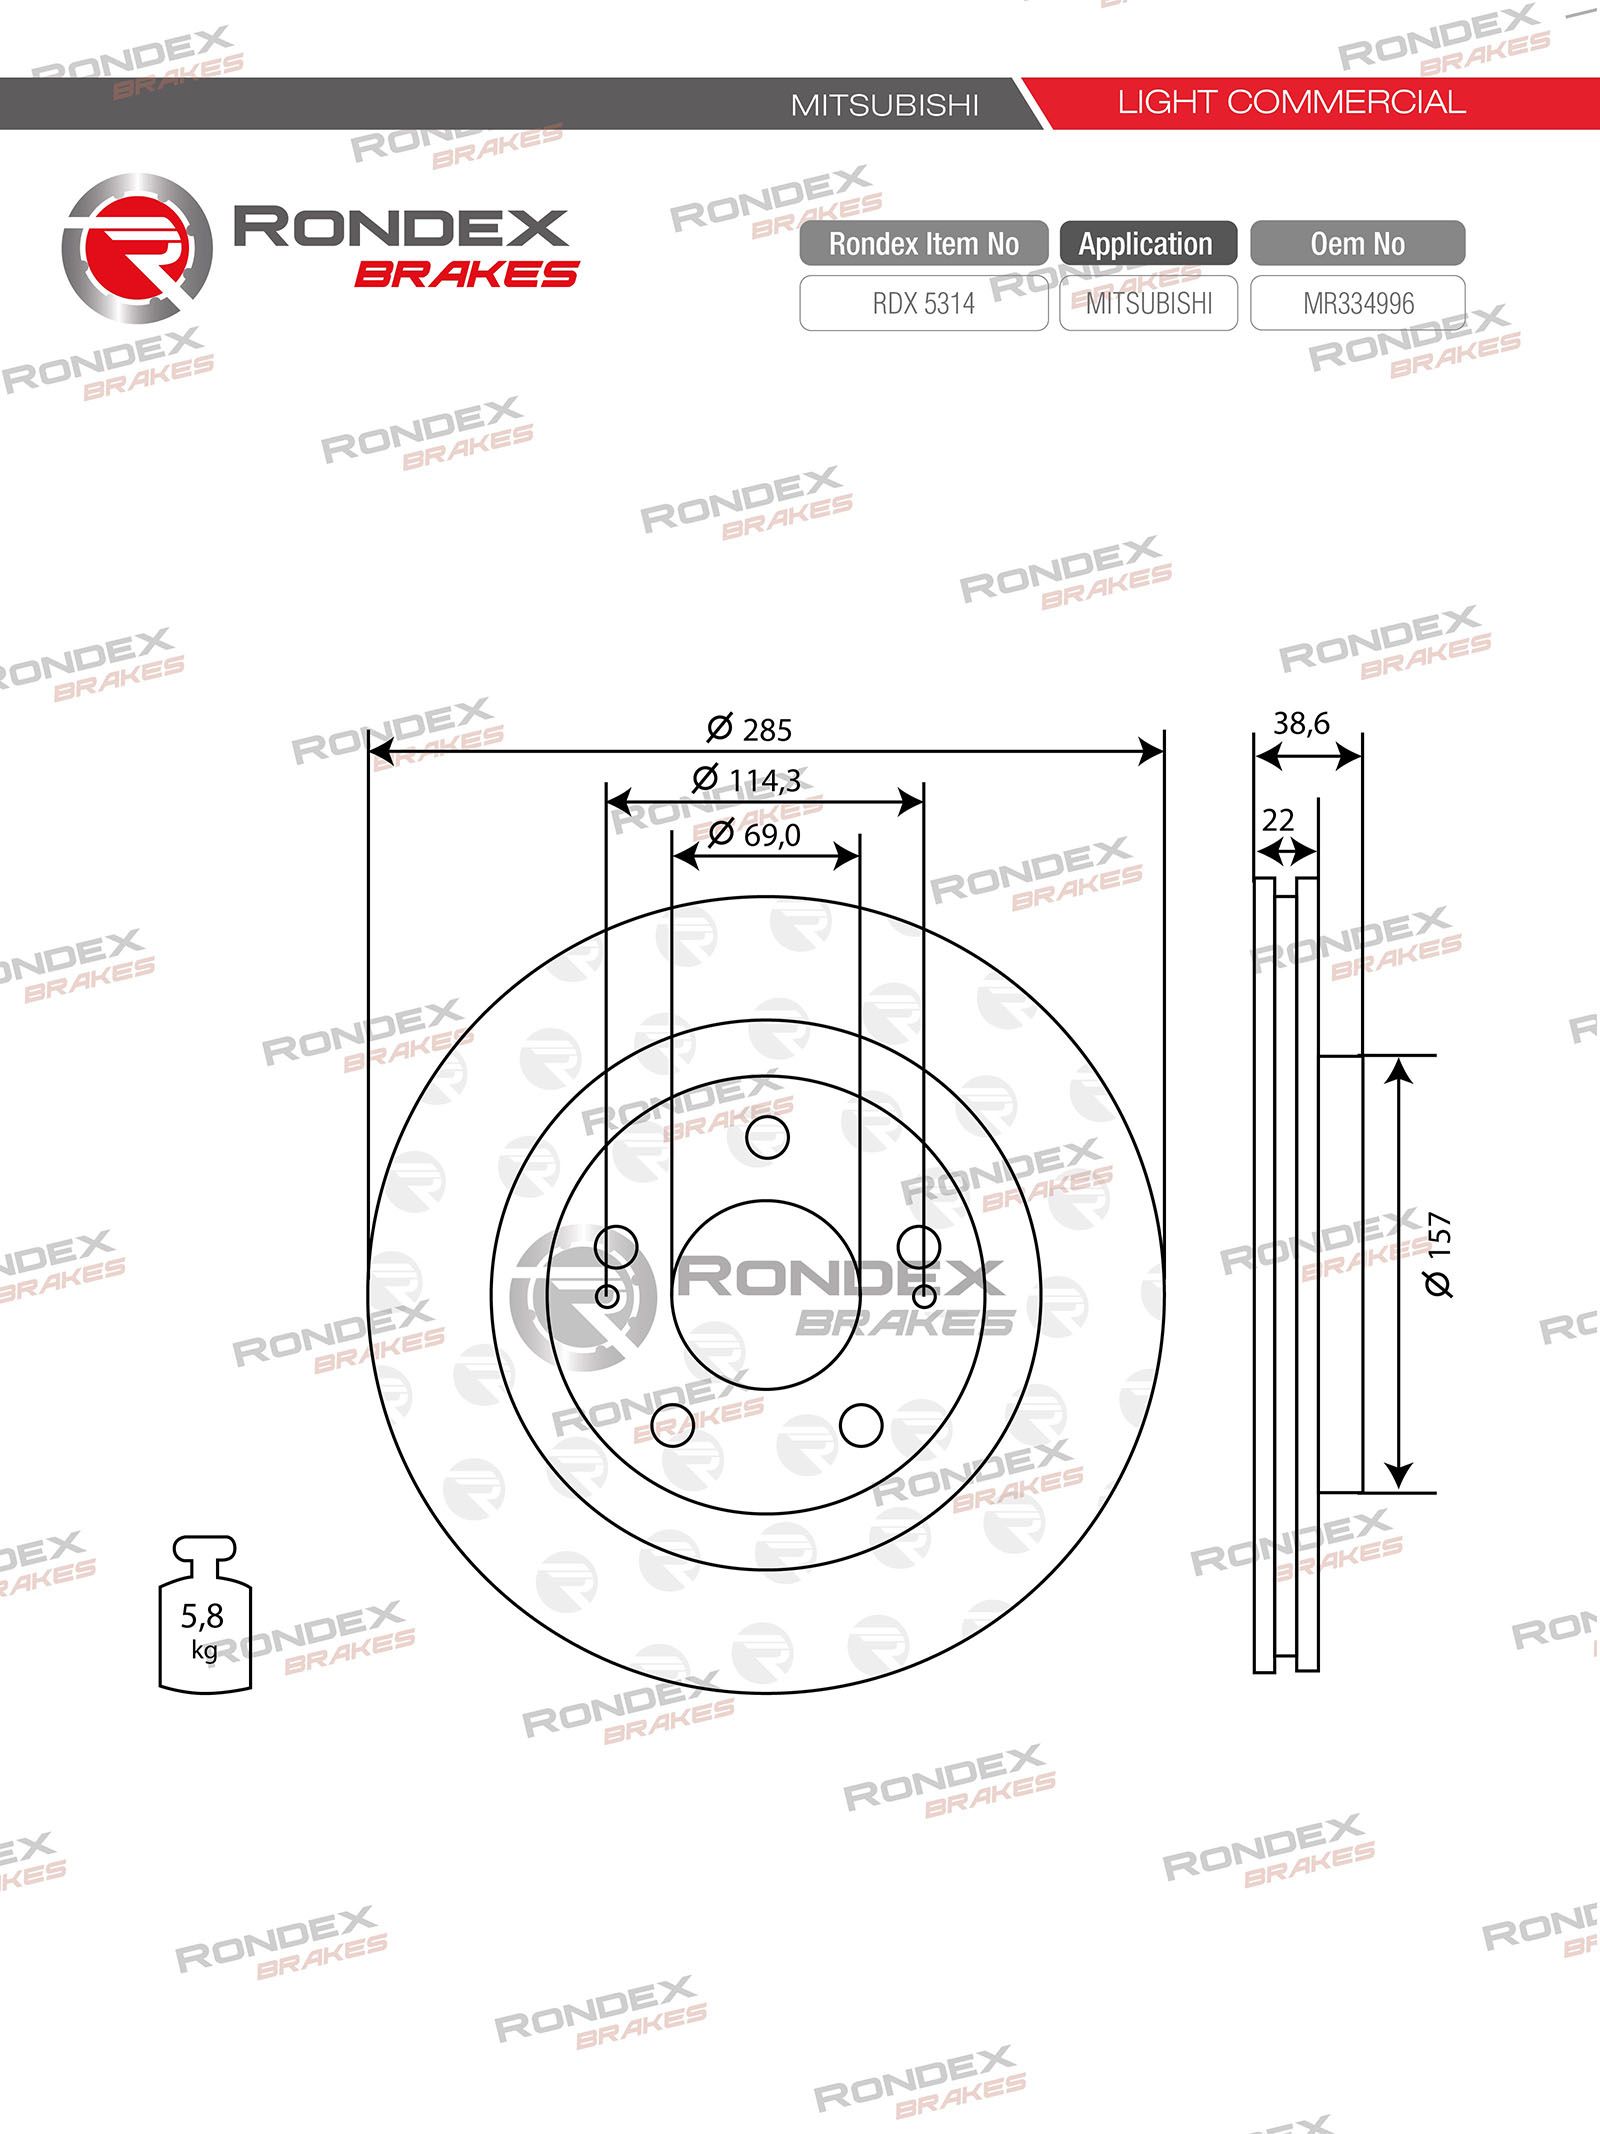 MITSUBISHI
LIGHT COMMERCIAL
RONDEX
BRAKES
Rondex Item No
Application
Oem No
RDX 5314
MITSUBISHI
MR334996
Ø 285
Ø 114,3
Ø 69,0
38,6
22
Ø 157
RONDEX
BRAKES
5,8
kg